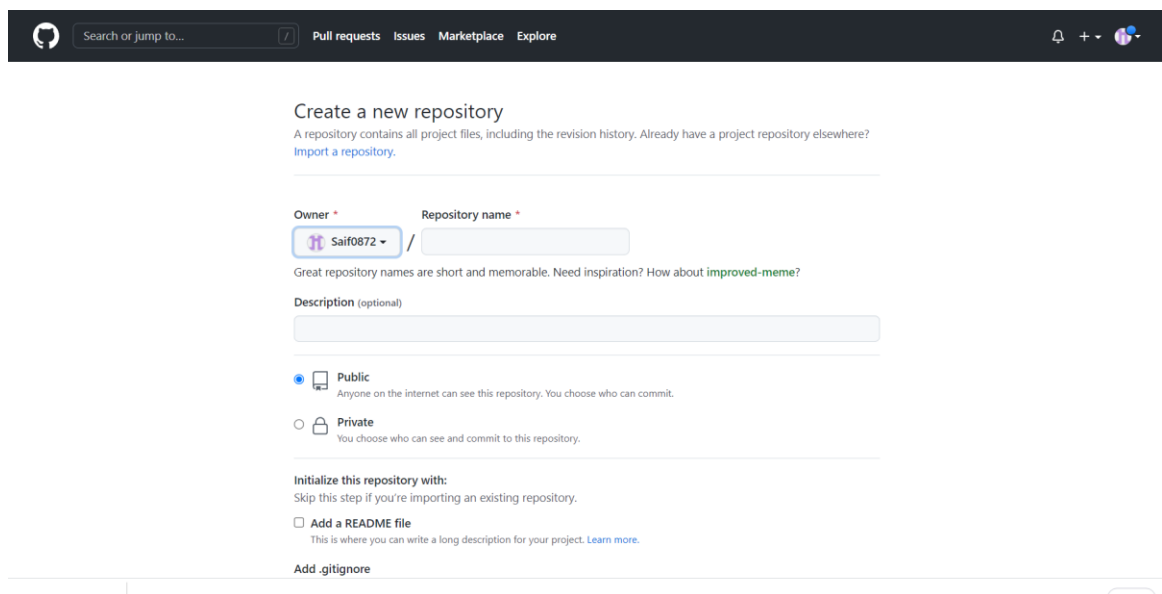 Search or jump to... / Pull requests Issues Marketplace Explore
Create a new repository
A repository contains all project files, including the revision history. Already have a project repository elsewhere?
Import a repository.
Owner * Repository name *
Saif0872 /
Great repository names are short and memorable. Need inspiration? How about improved-meme?
Description (optional)
Public
Anyone on the internet can see this repository. You choose who can commit.
Private
You choose who can see and commit to this repository.
Initialize this repository with:
Skip this step if you're importing an existing repository.
Add a README file
This is where you can write a long description for your project. Learn more.
Add .gitignore